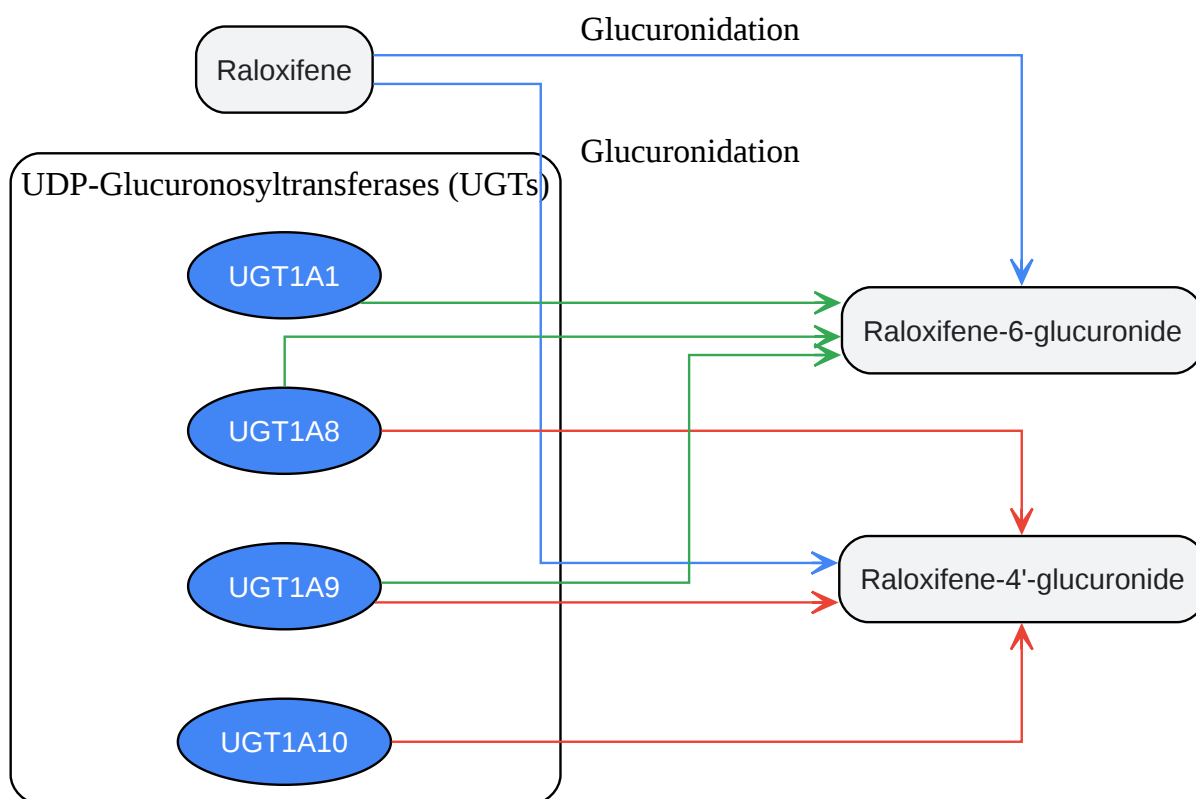 Glucuronidation
Raloxifene
Glucuronidation
UDP-Glucuronosyltransferases (UGTs)
UGT1A1
Raloxifene-6-glucuronide
UGT1A8
UGT1A9
Raloxifene-4'-glucuronide
UGT1A10